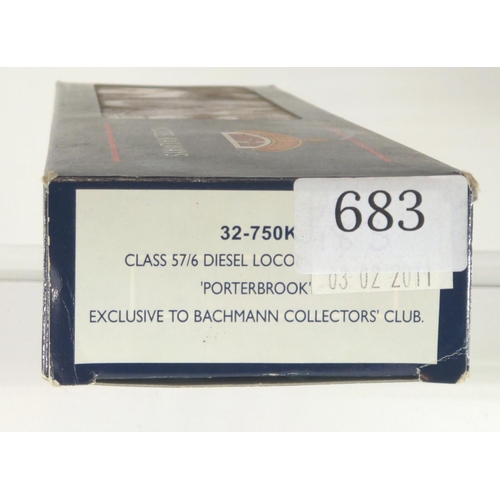 683
32-750K
CLASS 57/6 DIESEL LOCO
03 02 2011
'PORTERBROOK'
EXCLUSIVE TO BACHMANN COLLECTORS' CLUB.